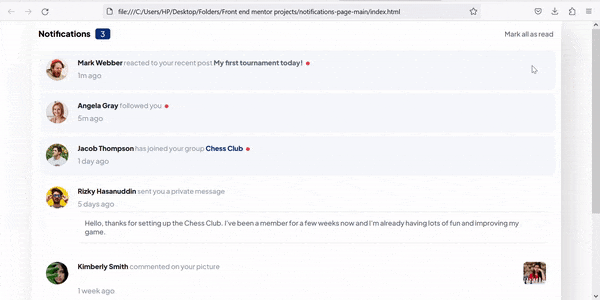 file:///C:/Users/HP/Desktop/Folders/Front end mentor projects/notifications-page-main/index.html
Notifications 3 Mark all as read
Mark Webber reacted to your recent post My first tournament today!
1m ago
Angela Gray followed you
5m ago
Jacob Thompson has joined your group Chess Club
1 day ago
Rizky Hasanuddin sent you a private message
5 days ago
Hello, thanks for setting up the Chess Club. I've been a member for a few weeks now and I'm already having lots of fun and improving my
game.
Kimberly Smith commented on your picture
1 week ago